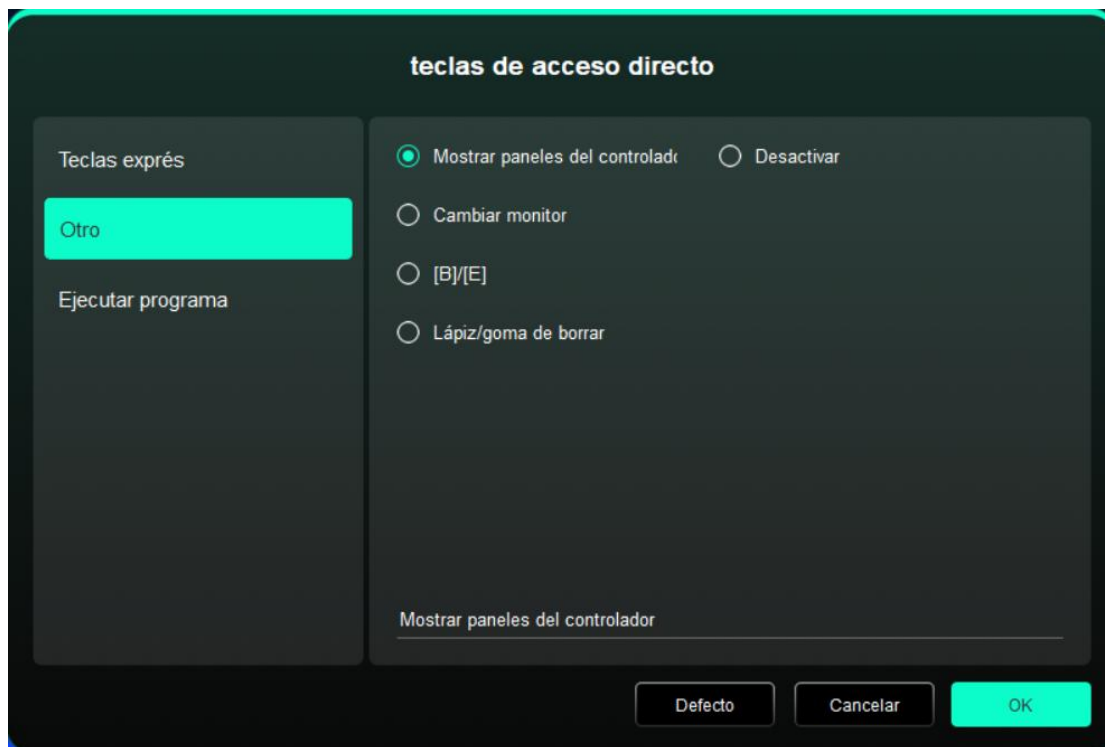 teclas de acceso directo
Teclas exprés
Otro
Ejecutar programa
Mostrar paneles del controlad
Desactivar
Cambiar monitor
[B]/[E]
Lápiz/goma de borrar
Mostrar paneles del controlador
Defecto
Cancelar
OK